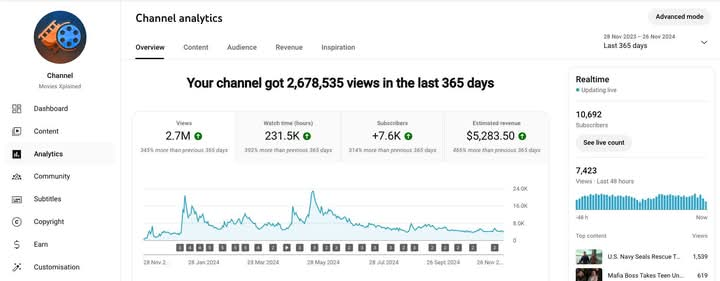 Channel analytics
Advanced mode
28 Nov 2023 – 26 Nov 2024
Last 365 days
Overview
Content
Audience
Revenue
Inspiration
Channel
Movies Xplained
Dashboard
Content
Analytics
Community
Subtitles
Copyright
Earn
Customisation
Your channel got 2,678,535 views in the last 365 days
Views
2.7M
345% more than previous 365 days
Watch time (hours)
231.5K
392% more than previous 365 days
Subscribers
+7.6K
314% more than previous 365 days
Estimated revenue
$5,283.50
465% more than previous 365 days
24.0K
16.0K
8.0K
0
28 Nov 2...
28 Jan 2024
03 Mar 2024
28 May 2024
28 Jul 2024
26 Sept 2024
26 Nov 2...
Realtime
Updating live
10,692
Subscribers
See live count
7,423
Views · Last 48 hours
-48 h
Now
Top content
Views
U.S. Navy Seals Rescue T...
1,539
Mafia Boss Takes Teen Un...
619